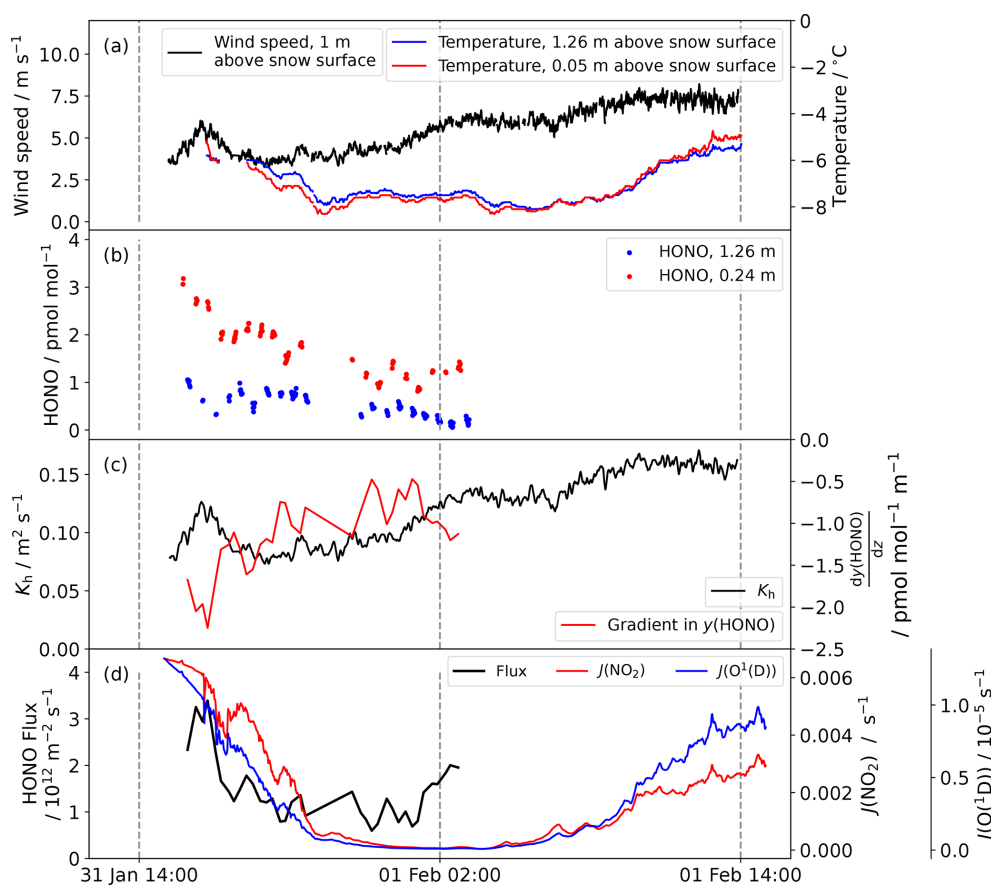 (a)
Wind speed, 1 m
above snow surface
Temperature, 1.26 m above snow surface
Temperature, 0.05 m above snow surface
Wind speed / m s⁻¹
10.0
7.5
5.0
2.5
0.0
0
−2
−4
−6
−8
Temperature / °C
(b)
HONO, 1.26 m
HONO, 0.24 m
HONO / pmol mol⁻¹
4
3
2
1
0
(c)
K_h / m² s⁻¹
0.15
0.10
0.05
0.00
0.0
−0.5
−1.0
−1.5
−2.0
−2.5
dy(HONO)
dz
/ pmol mol⁻¹ m⁻¹
K_h
Gradient in y(HONO)
(d)
Flux
J(NO₂)
J(O¹(D))
HONO Flux
/ 10¹² m⁻² s⁻¹
4
3
2
1
0
0.006
0.004
0.002
0.000
J(NO₂) / s⁻¹
1.0
0.5
0.0
J(O(¹D)) / 10⁻⁵ s⁻¹
31 Jan 14:00
01 Feb 02:00
01 Feb 14:00